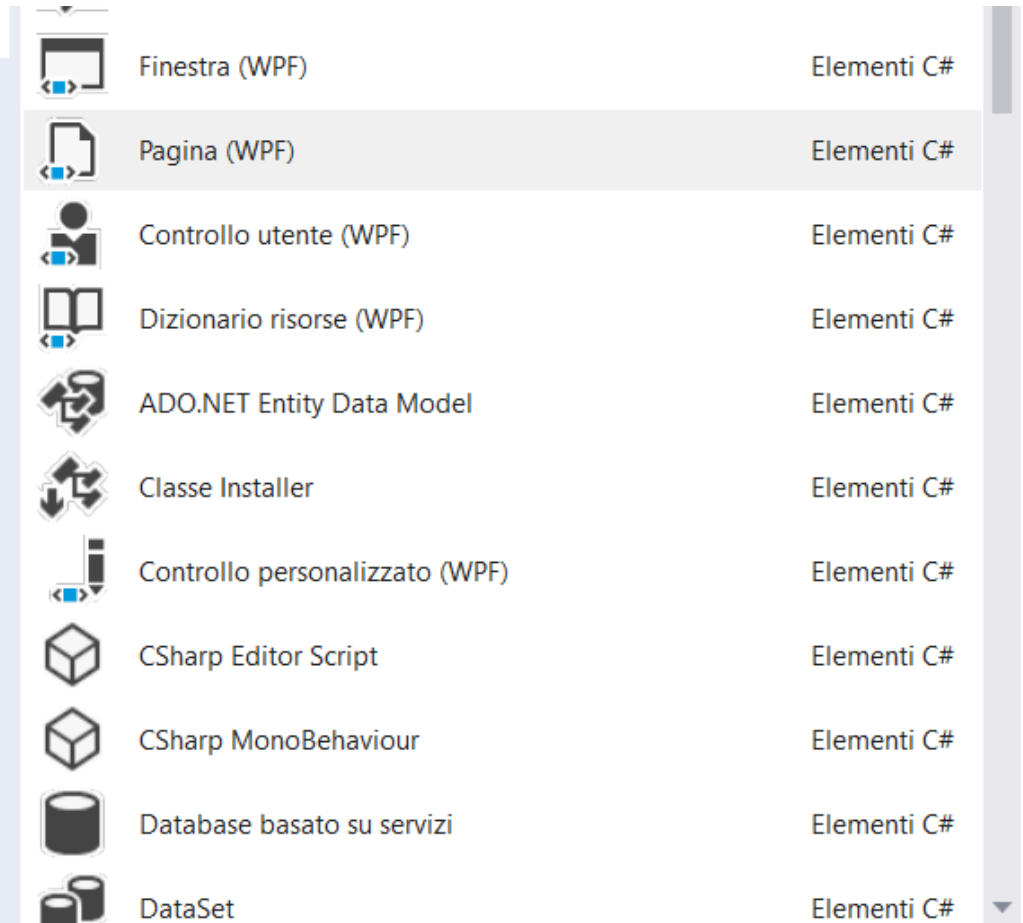 Finestra (WPF) Elementi C#
Pagina (WPF) Elementi C#
Controllo utente (WPF) Elementi C#
Dizionario risorse (WPF) Elementi C#
ADO.NET Entity Data Model Elementi C#
Classe Installer Elementi C#
Controllo personalizzato (WPF) Elementi C#
CSharp Editor Script Elementi C#
CSharp MonoBehaviour Elementi C#
Database basato su servizi Elementi C#
DataSet Elementi C#